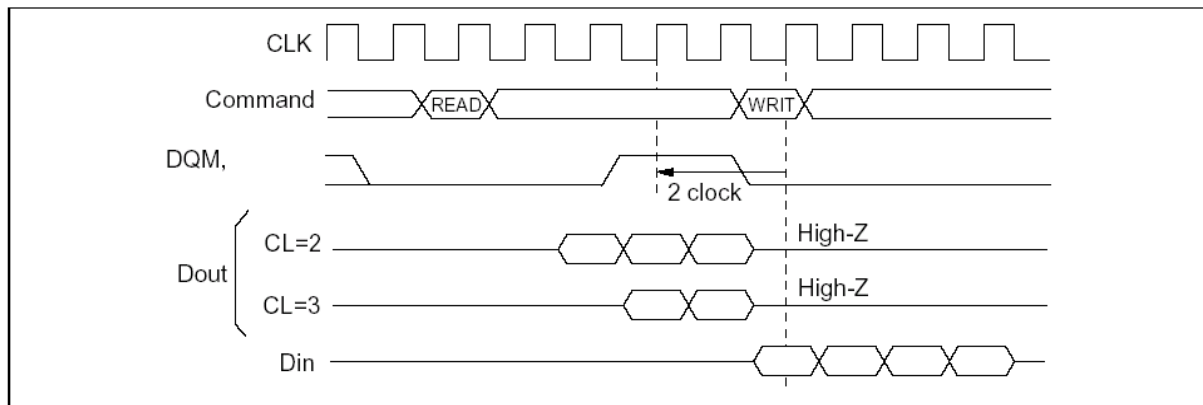 CLK
Command READ WRIT
DQM,
2 clock
CL=2 High-Z
Dout
CL=3 High-Z
Din